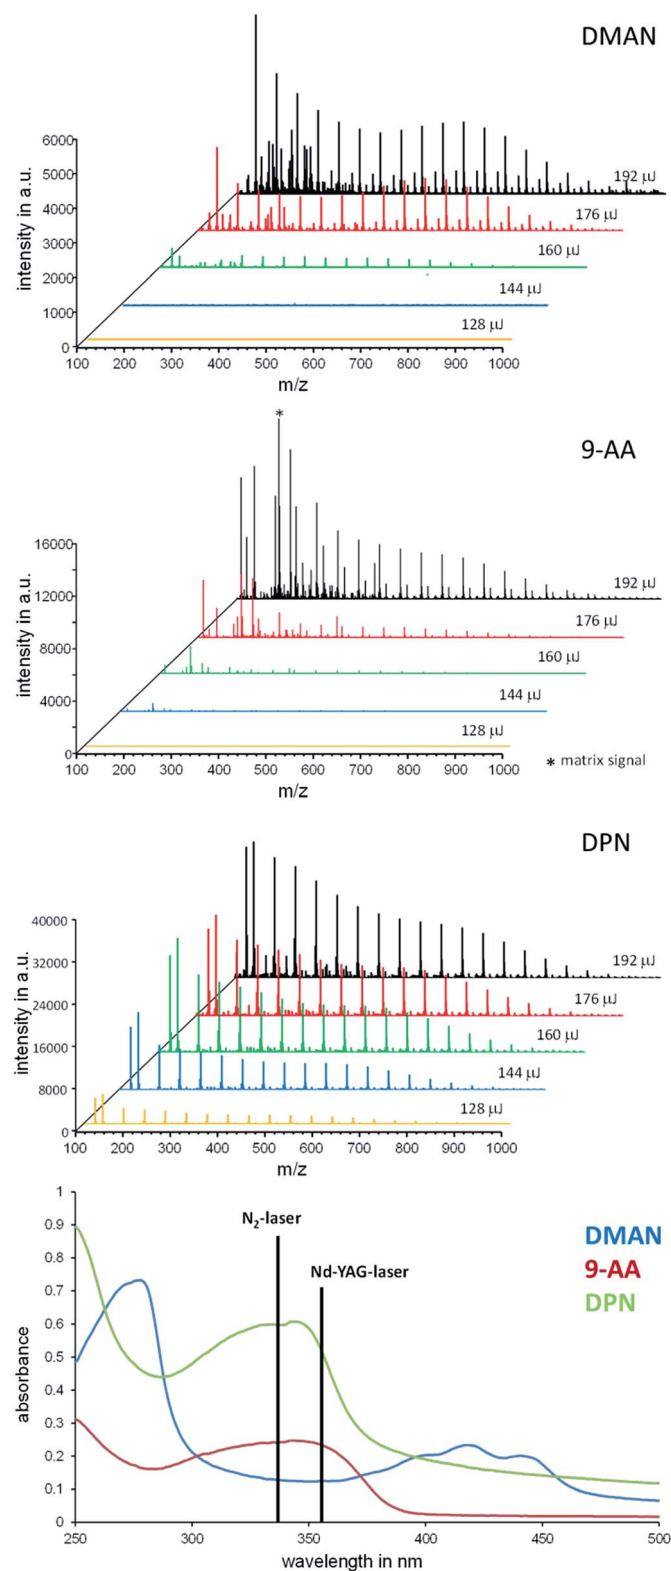 DMAN
6000
5000
4000
3000
2000
1000
0
intensity in a.u.
192 µJ
176 µJ
160 µJ
144 µJ
128 µJ
100 200 300 400 500 600 700 800 900 1000
m/z
*
9-AA
16000
12000
8000
4000
0
intensity in a.u.
192 µJ
176 µJ
160 µJ
144 µJ
128 µJ
100 200 300 400 500 600 700 800 900 1000
* matrix signal
m/z
DPN
40000
32000
24000
16000
8000
0
intensity in a.u.
192 µJ
176 µJ
160 µJ
144 µJ
128 µJ
100 200 300 400 500 600 700 800 900 1000
m/z
1
0.9
0.8
0.7
0.6
0.5
0.4
0.3
0.2
0.1
0
absorbance
N₂-laser
Nd-YAG-laser
DMAN
9-AA
DPN
250 300 350 400 450 500
wavelength in nm